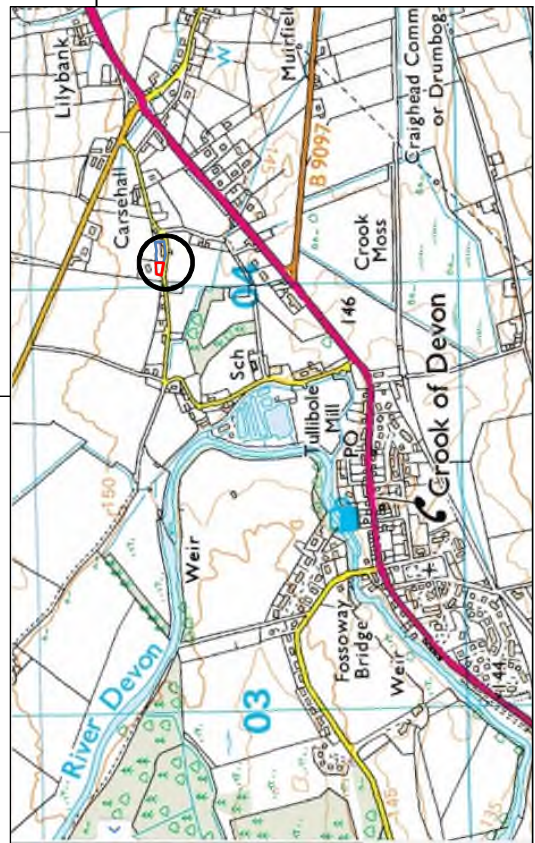 Lilybank
Muirfield
W
Craighead Comm
or Drumbog
B 9097
145
Carsehall
Crook
Moss
04
146
Sch
Tullibole
Mill
PO
Crook of Devon
150
Weir
Fossoway
Bridge
Weir
144
River Devon
03
145
135